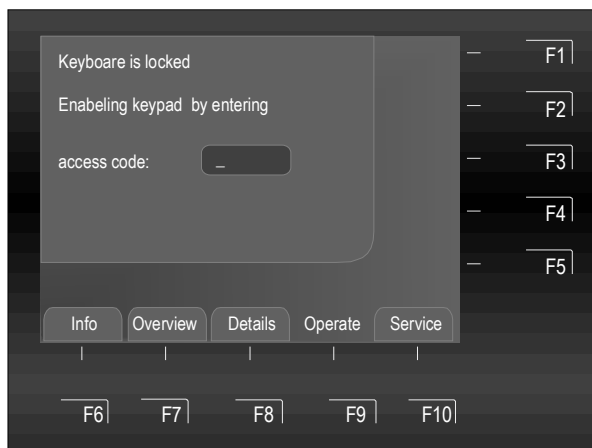 Keyboare is locked
Enabeling keypad by entering
access code: _
F1
F2
F3
F4
F5
Info Overview Details Operate Service
F6 F7 F8 F9 F10